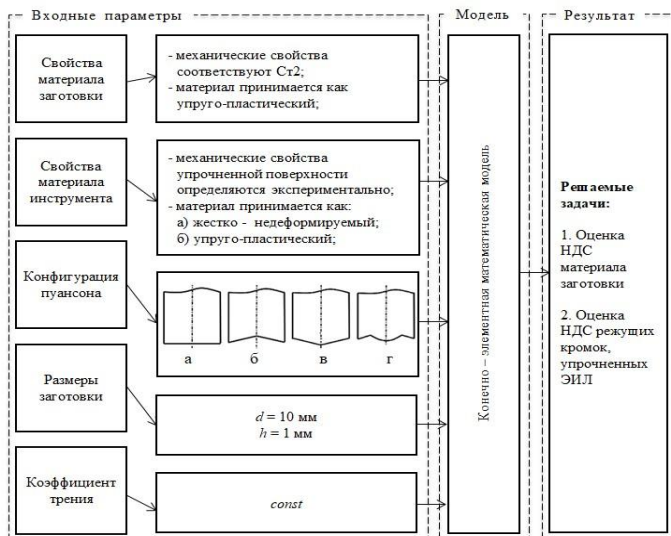 Входные параметры
Модель
Результат
Свойства
материала
заготовки
- механические свойства
соответствуют Ст2;
- материал принимается как
упруго-пластический;
Свойства
материала
инструмента
- механические свойства
упрочненной поверхности
определяются экспериментально;
- материал принимается как:
а) жестко - недеформируемый;
б) упруго-пластический;
Конфигурация
пуансона
а б в г
Размеры
заготовки
d = 10 мм
h = 1 мм
Коэффициент
трения
const
Конечно – элементная математическая модель
Решаемые
задачи:
1. Оценка
НДС
материала
заготовки
2. Оценка
НДС режущих
кромок,
упрочненных
ЭИЛ